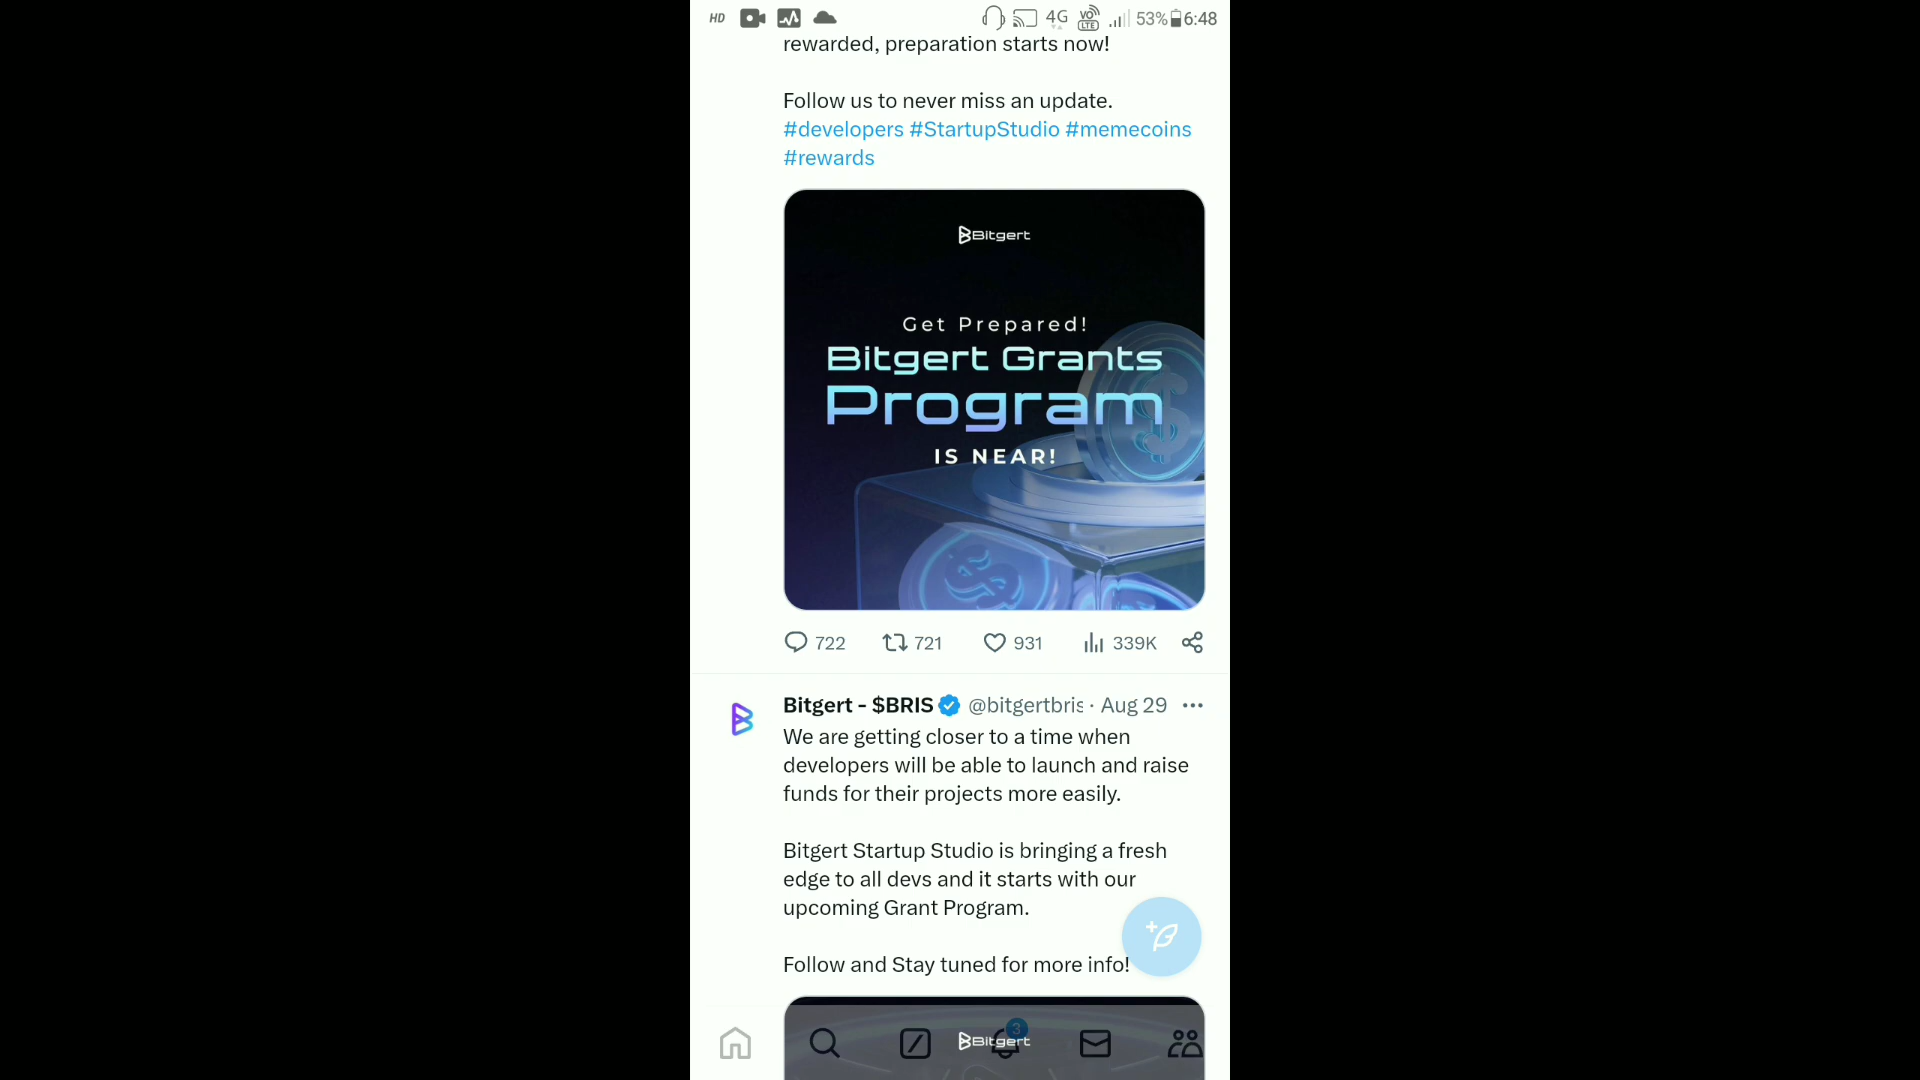 HD 4G VO LTE 53% 6:48
rewarded, preparation starts now!
Follow us to never miss an update.
#developers #StartupStudio #memecoins
#rewards
Bitgert
Get Prepared!
Bitgert Grants
Program
IS NEAR!
722 721 931 339K
Bitgert - $BRIS @bitgertbris · Aug 29
We are getting closer to a time when
developers will be able to launch and raise
funds for their projects more easily.
Bitgert Startup Studio is bringing a fresh
edge to all devs and it starts with our
upcoming Grant Program.
Follow and Stay tuned for more info!
3
Bitgert